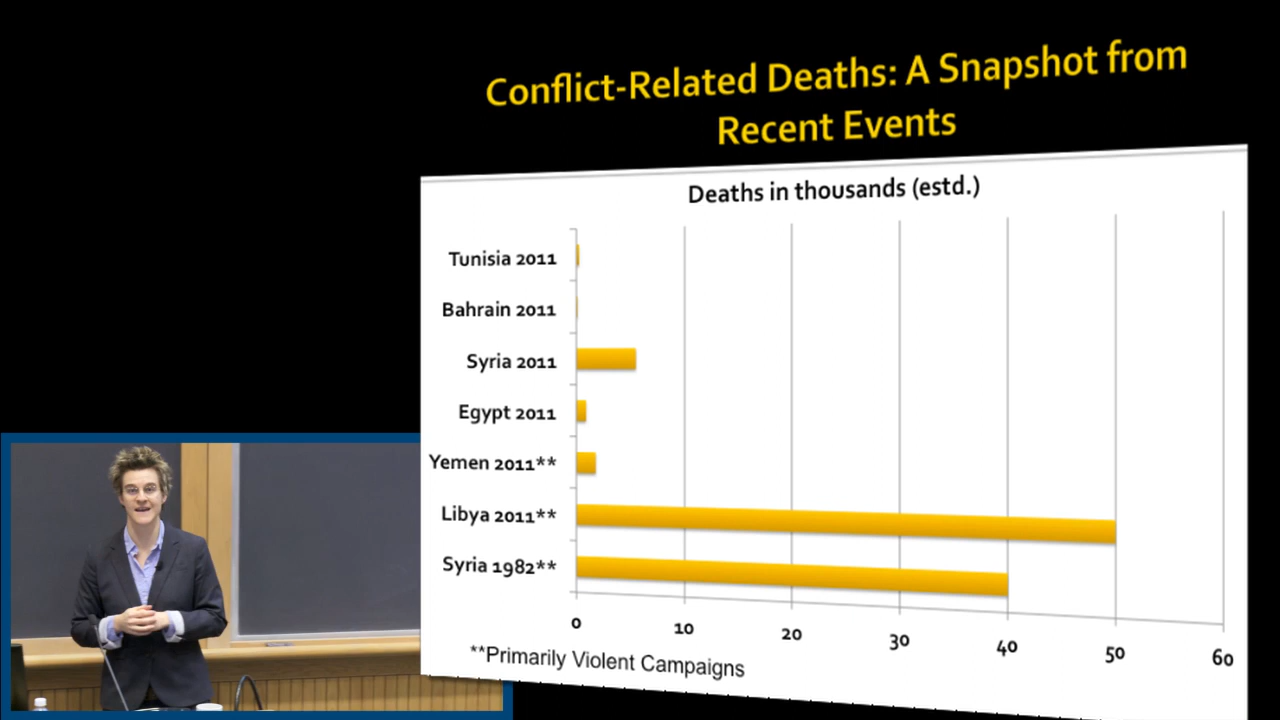 Conflict-Related Deaths: A Snapshot from
Recent Events
Deaths in thousands (estd.)
Tunisia 2011
Bahrain 2011
Syria 2011
Egypt 2011
Yemen 2011**
Libya 2011**
Syria 1982**
0 10 20 30 40 50 60
**Primarily Violent Campaigns